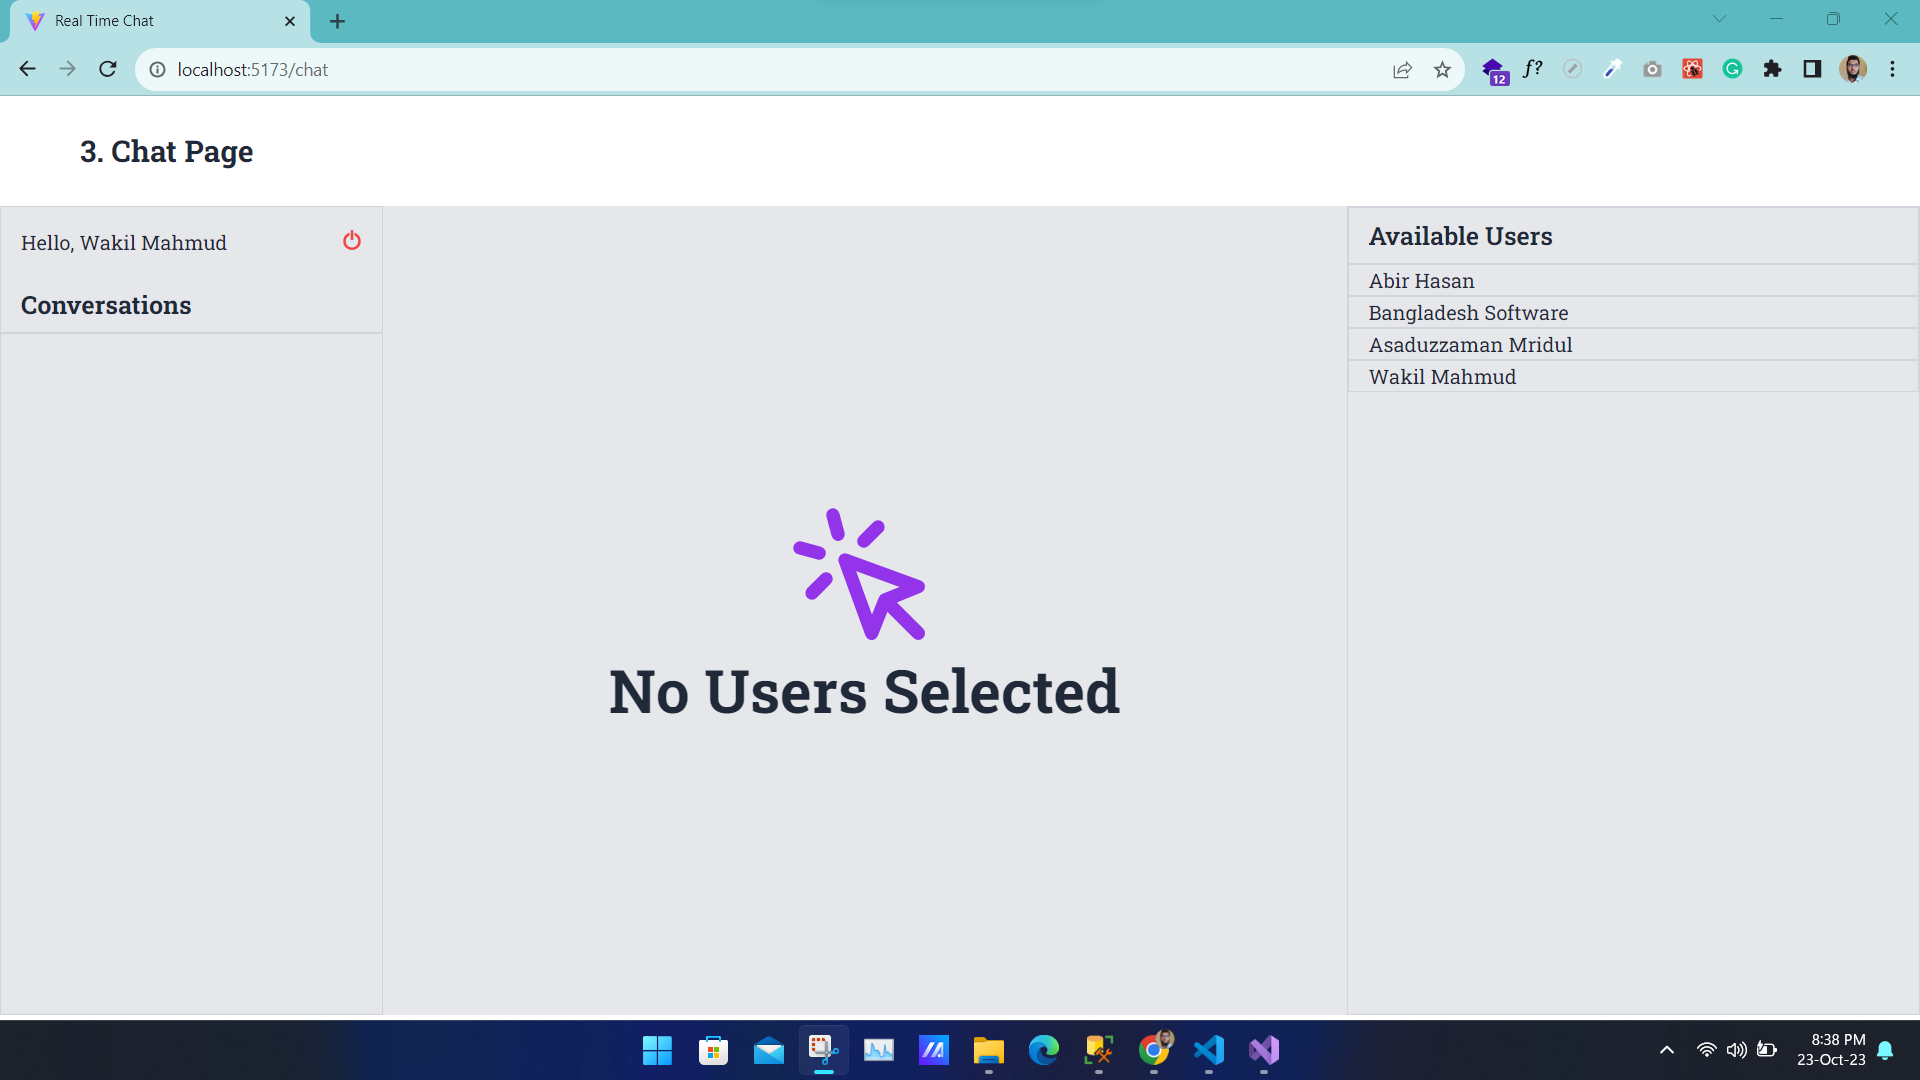 Real Time Chat
localhost:5173/chat
12
f?
3. Chat Page
Hello, Wakil Mahmud
Conversations
No Users Selected
Available Users
Abir Hasan
Bangladesh Software
Asaduzzaman Mridul
Wakil Mahmud
8:38 PM
23-Oct-23